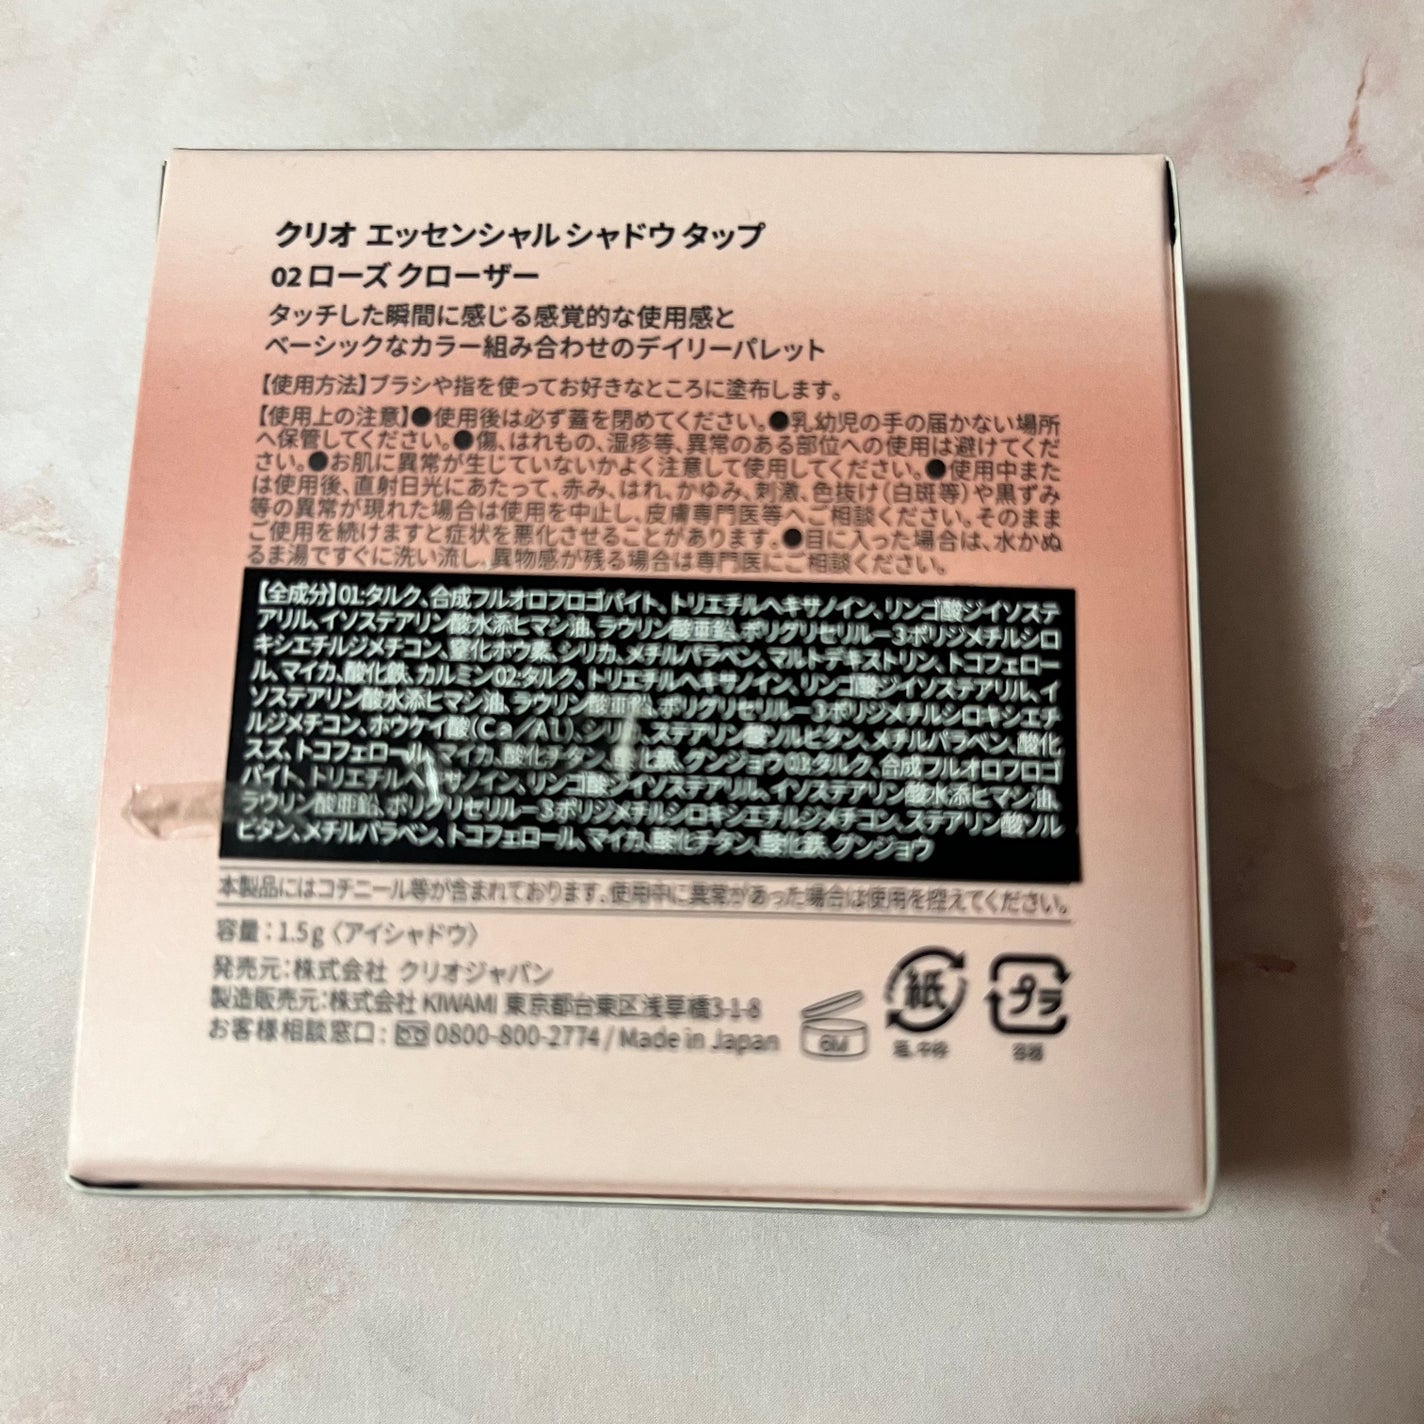 クリオ エッセンシャル シャドウ タップ
02 ローズ クローザー
タッチした瞬間に感じる感覚的な使用感と
ベーシックなカラー組み合わせのデイリーパレット
【使用方法】ブラシや指を使ってお好きなところに塗布します。
【使用上の注意】●使用後は必ず蓋を閉めてください。●乳幼児の手の届かない場所
へ保管してください。●傷、はれもの、湿疹等、異常のある部位への使用は避けてくだ
さい。●お肌に異常が生じていないかよく注意して使用してください。●使用中また
は使用後、直射日光にあたって、赤み、はれ、かゆみ、刺激、色抜け(白斑等)や黒ずみ
等の異常が現れた場合は使用を中止し、皮膚専門医等へご相談ください。そのまま
ご使用を続けますと症状を悪化させることがあります。●目に入った場合は、水かぬ
るま湯ですぐに洗い流し、異物感が残る場合は専門医にご相談ください。
【全成分】01:タルク、合成フルオロフロゴパイト、トリエチルヘキサノイン、リンゴ酸ジイソステ
アリル、イソステアリン酸水添ヒマシ油、ラウリン酸亜鉛、ポリグリセリルー3ポリジメチルシロ
キシエチルジメチコン、窒化ホウ素、シリカ、メチルパラベン、マルトデキストリン、トコフェロー
ル、マイカ、酸化鉄、カルミン02:タルク、トリエチルヘキサノイン、リンゴ酸ジイソステアリル、イ
ソステアリン酸水添ヒマシ油、ラウリン酸亜鉛、ポリグリセリルー3ポリジメチルシロキシエチ
ルジメチコン、ホウケイ酸(Ca/Al)、シリカ、ステアリン酸ソルビタン、メチルパラベン、酸化
スズ、トコフェロール、マイカ、酸化チタン、酸化鉄、グンジョウ03:タルク、合成フルオロフロゴ
パイト、トリエチルヘキサノイン、リンゴ酸ジイソステアリル、イソステアリン酸水添ヒマシ油、
ラウリン酸亜鉛、ポリグリセリルー3ポリジメチルシロキシエチルジメチコン、ステアリン酸ソル
ビタン、メチルパラベン、トコフェロール、マイカ、酸化チタン、酸化鉄、グンジョウ
本製品にはコチニール等が含まれております。使用中に異常があった場合は使用を控えてください。
容量:1.5g〈アイシャドウ〉
発売元:株式会社 クリオジャパン
製造販売元:株式会社 KIWAMI 東京都台東区浅草橋3-1-8
お客様相談窓口: 0800-800-2774 / Made in Japan
6M
紙
プラ
容器